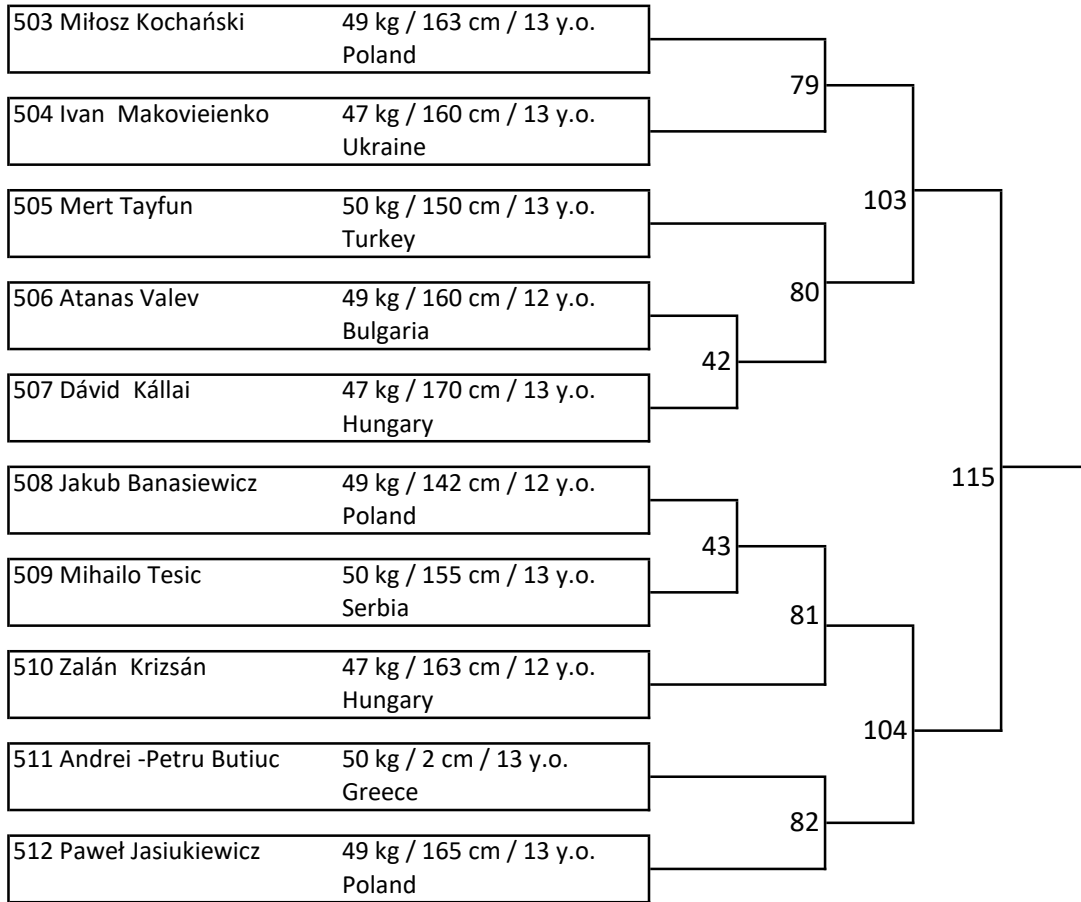 503 Miłosz Kochański 49 kg / 163 cm / 13 y.o.
Poland
79
504 Ivan  Makovieienko 47 kg / 160 cm / 13 y.o.
Ukraine
505 Mert Tayfun 50 kg / 150 cm / 13 y.o.
103
Turkey
506 Atanas Valev 49 kg / 160 cm / 12 y.o.
80
Bulgaria
42
507 Dávid  Kállai 47 kg / 170 cm / 13 y.o.
Hungary
508 Jakub Banasiewicz 49 kg / 142 cm / 12 y.o.
115
Poland
43
509 Mihailo Tesic 50 kg / 155 cm / 13 y.o.
Serbia
81
510 Zalán  Krizsán 47 kg / 163 cm / 12 y.o.
Hungary
104
511 Andrei -Petru Butiuc 50 kg / 2 cm / 13 y.o.
Greece
82
512 Paweł Jasiukiewicz 49 kg / 165 cm / 13 y.o.
Poland